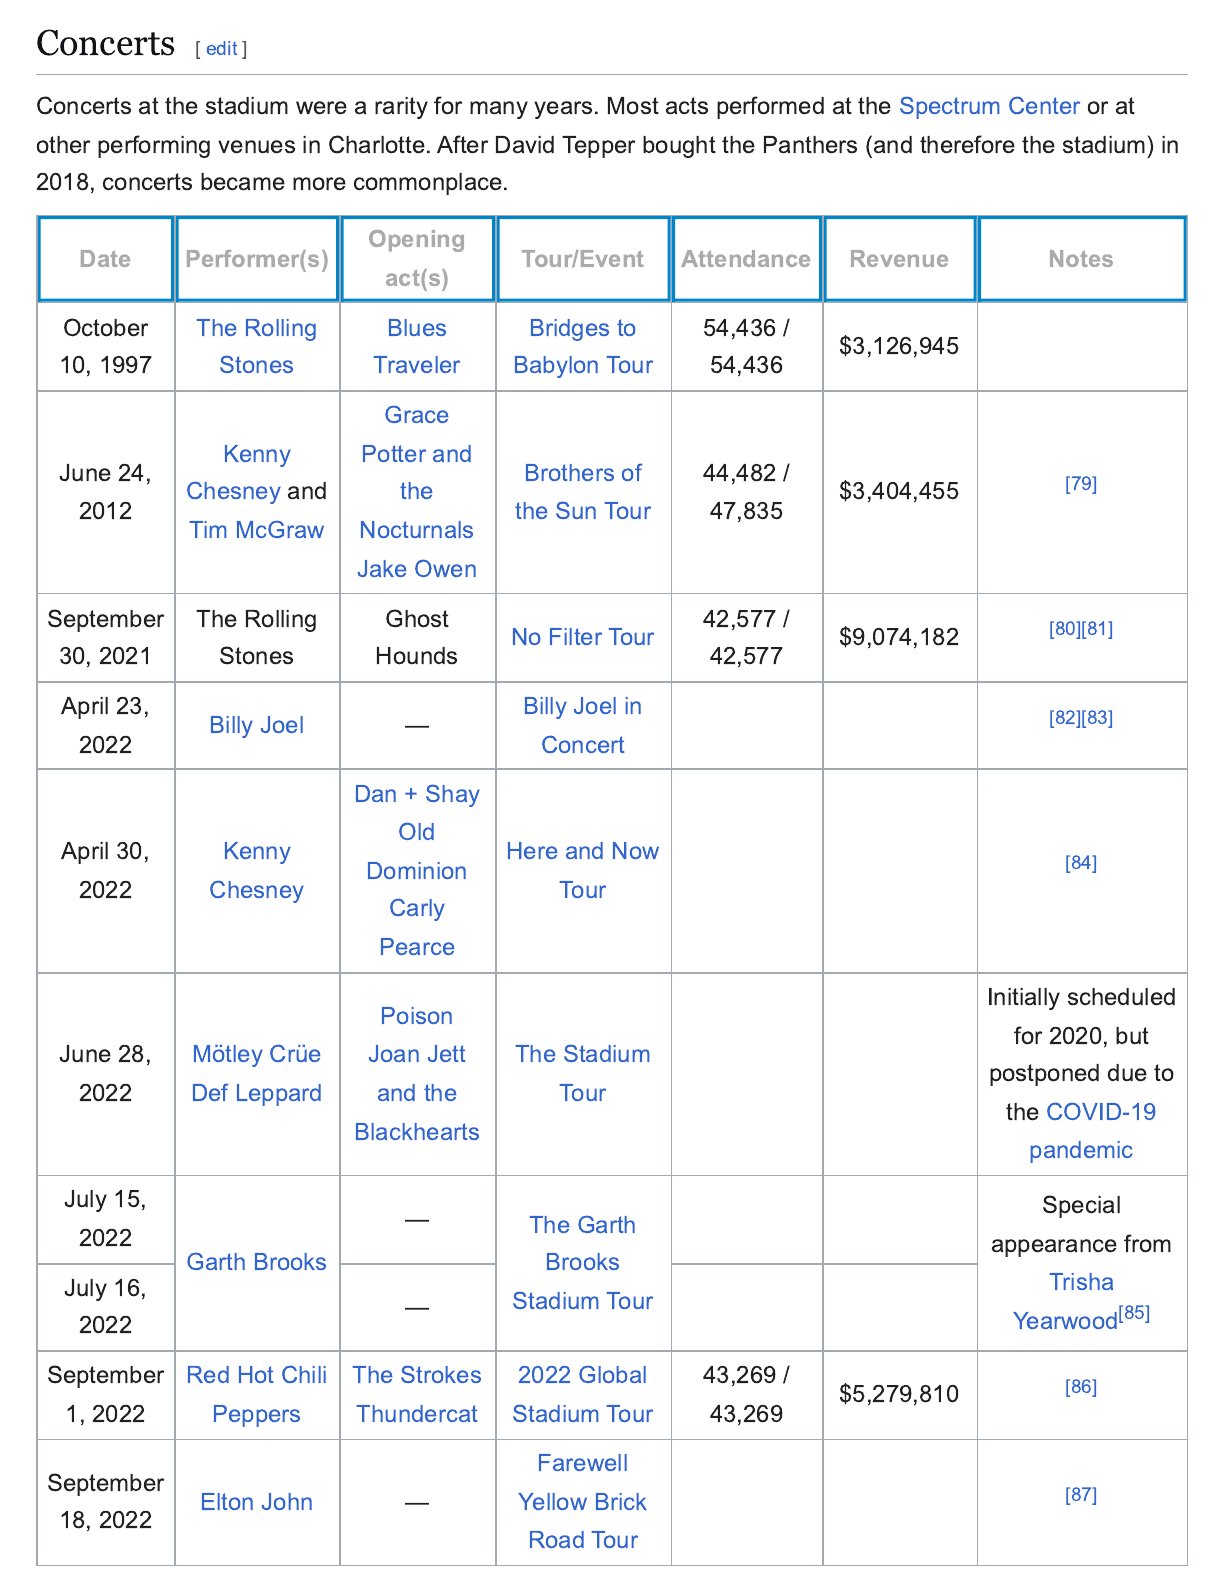 Concerts [ edit ]
Concerts at the stadium were a rarity for many years. Most acts performed at the Spectrum Center or at
other performing venues in Charlotte. After David Tepper bought the Panthers (and therefore the stadium) in
2018, concerts became more commonplace.
Date
Performer(s)
Opening
act(s)
Tour/Event
Attendance
Revenue
Notes
October
10, 1997
The Rolling
Stones
Blues
Traveler
Bridges to
Babylon Tour
54,436 /
54,436
$3,126,945
June 24,
2012
Kenny
Chesney and
Tim McGraw
Grace
Potter and
the
Nocturnals
Jake Owen
Brothers of
the Sun Tour
44,482 /
47,835
$3,404,455
[79]
September
30, 2021
The Rolling
Stones
Ghost
Hounds
No Filter Tour
42,577 /
42,577
$9,074,182
[80][81]
April 23,
2022
Billy Joel
—
Billy Joel in
Concert
[82][83]
April 30,
2022
Kenny
Chesney
Dan + Shay
Old
Dominion
Carly
Pearce
Here and Now
Tour
[84]
June 28,
2022
Mötley Crüe
Def Leppard
Poison
Joan Jett
and the
Blackhearts
The Stadium
Tour
Initially scheduled
for 2020, but
postponed due to
the COVID-19
pandemic
July 15,
2022
Garth Brooks
—
The Garth
Brooks
Stadium Tour
Special
appearance from
Trisha
Yearwood[85]
July 16,
2022
—
September
1, 2022
Red Hot Chili
Peppers
The Strokes
Thundercat
2022 Global
Stadium Tour
43,269 /
43,269
$5,279,810
[86]
September
18, 2022
Elton John
—
Farewell
Yellow Brick
Road Tour
[87]